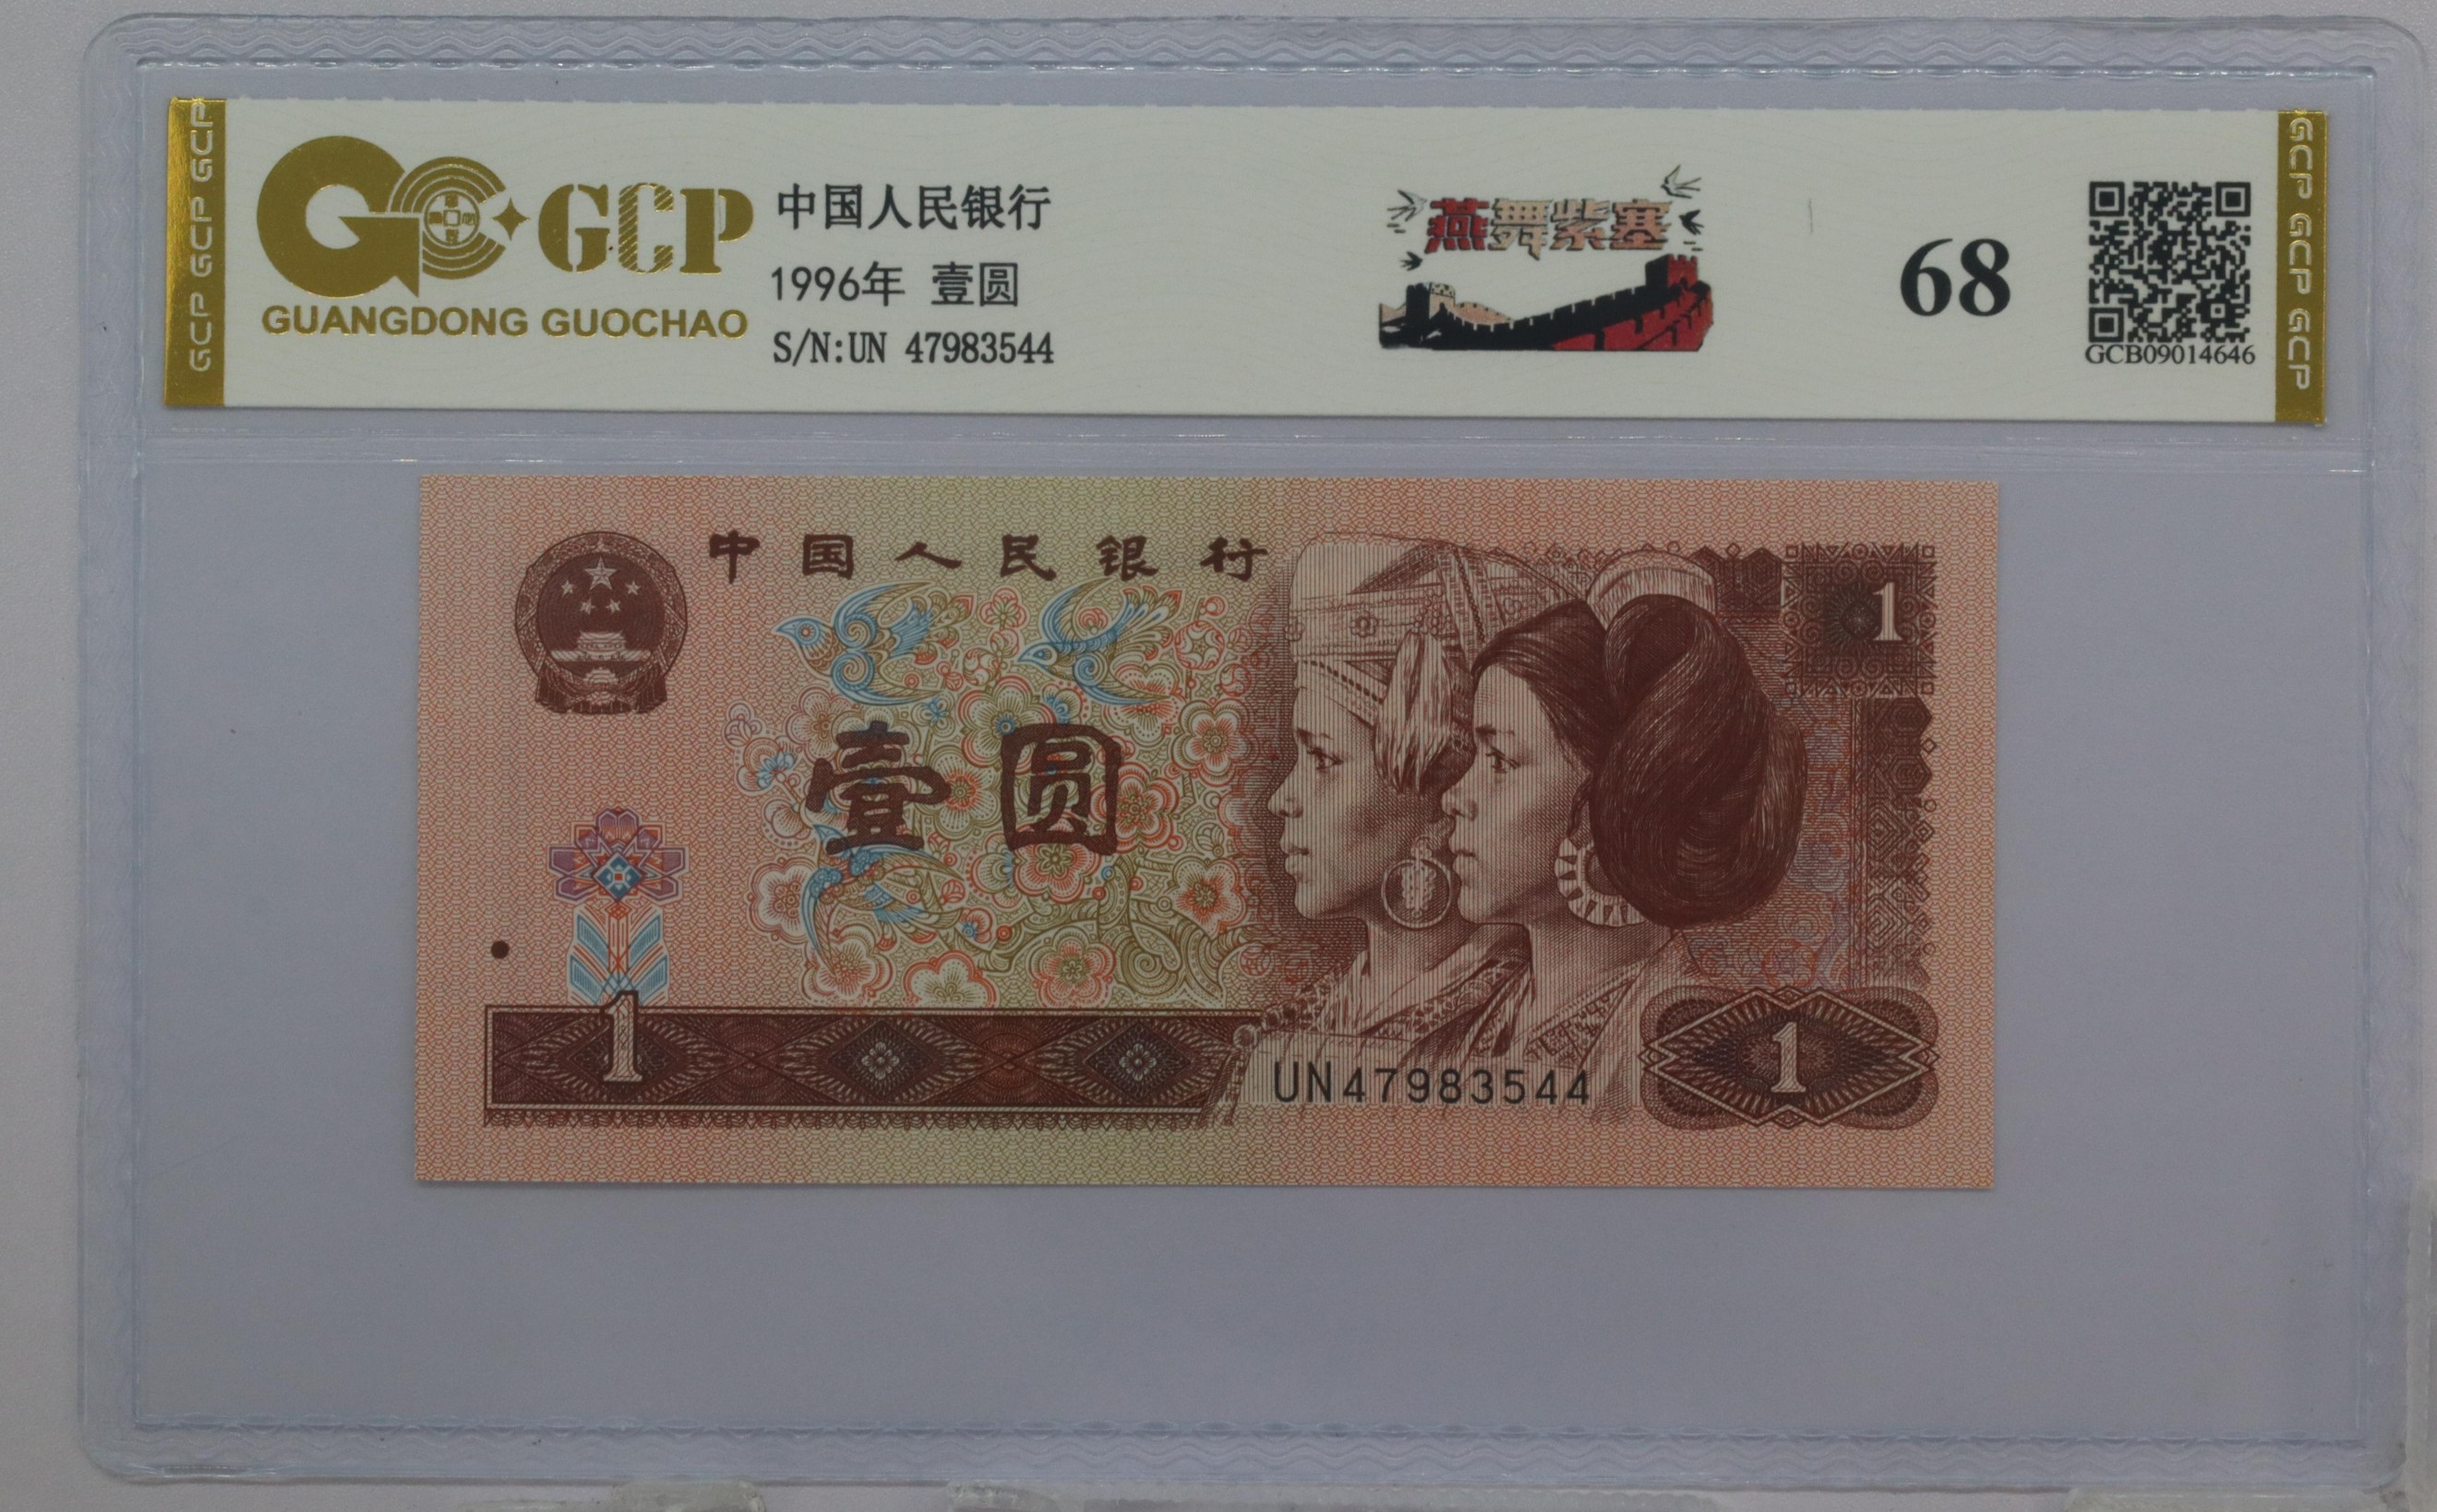 GCP GCP GCP
GCP
GUANGDONG GUOCHAO
中国人民银行
1996年 壹圆
S/N:UN 47983544
燕舞紫塞
68
GCB09014646
GCP GCP GCP
中国人民银行
1
壹圆
1
UN47983544
1